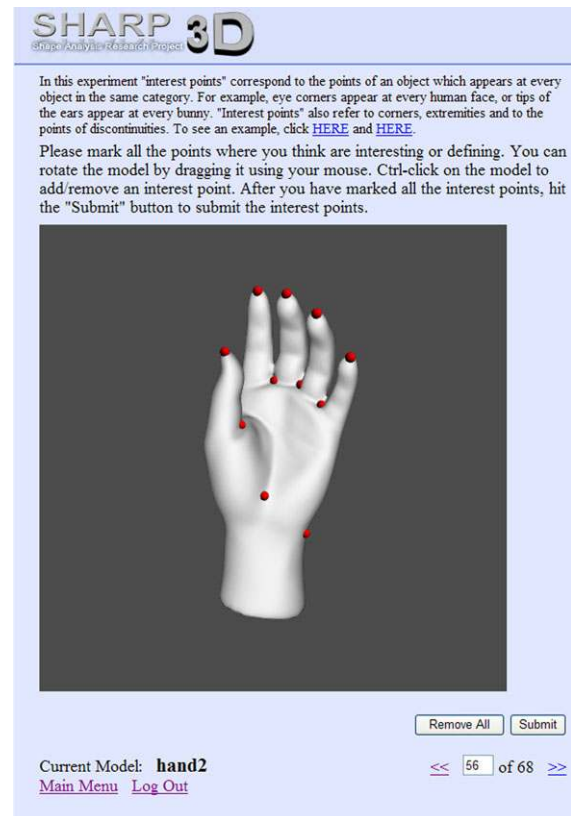 SHARP 3D
Shape Analysis Research Project
In this experiment "interest points" correspond to the points of an object which appears at every
object in the same category. For example, eye corners appear at every human face, or tips of
the ears appear at every bunny. "Interest points" also refer to corners, extremities and to the
points of discontinuities. To see an example, click HERE and HERE.
Please mark all the points where you think are interesting or defining. You can
rotate the model by dragging it using your mouse. Ctrl-click on the model to
add/remove an interest point. After you have marked all the interest points, hit
the "Submit" button to submit the interest points.
Remove All Submit
Current Model: hand2 << 56 of 68 >>
Main Menu Log Out